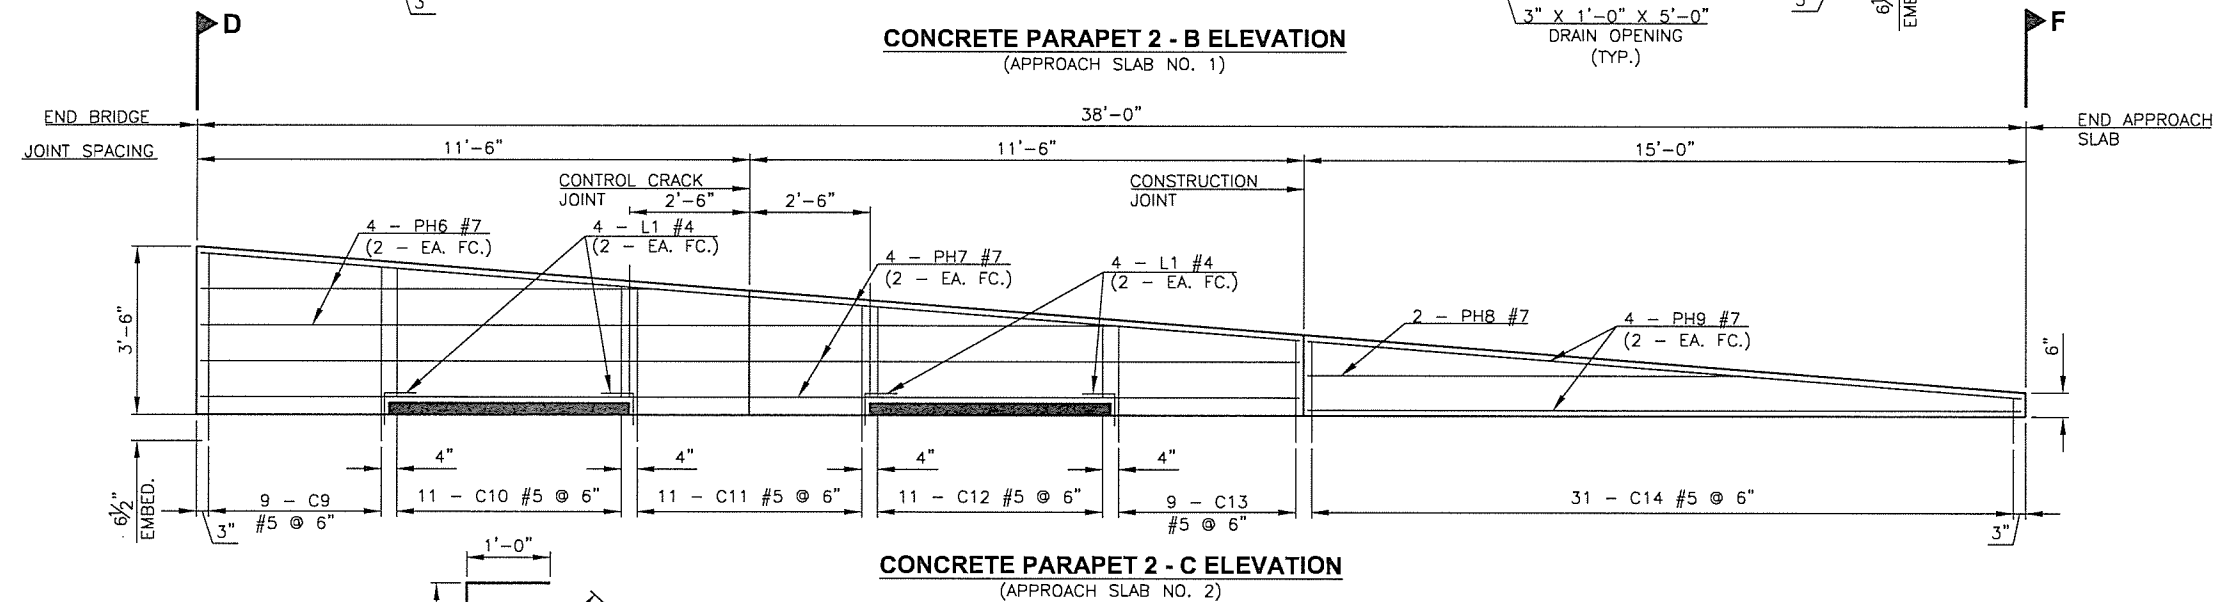 3"
3" X 1'-0" X 5'-0"
DRAIN OPENING
(TYP.)
3"
6½"
D
CONCRETE PARAPET 2 - B ELEVATION
(APPROACH SLAB NO. 1)
F
END BRIDGE
38'-0"
END APPROACH
SLAB
JOINT SPACING
11'-6"
11'-6"
15'-0"
CONTROL CRACK
JOINT
2'-6"
2'-6"
CONSTRUCTION
JOINT
4 - PH6 #7
(2 - EA. FC.)
4 - L1 #4
(2 - EA. FC.)
4 - PH7 #7
(2 - EA. FC.)
4 - L1 #4
(2 - EA. FC.)
2 - PH8 #7
4 - PH9 #7
(2 - EA. FC.)
3'-6"
6"
6½"
EMBED.
4"
4"
4"
4"
3"
9 - C9
#5 @ 6"
11 - C10 #5 @ 6"
11 - C11 #5 @ 6"
11 - C12 #5 @ 6"
9 - C13
#5 @ 6"
31 - C14 #5 @ 6"
3"
1'-0"
CONCRETE PARAPET 2 - C ELEVATION
(APPROACH SLAB NO. 2)